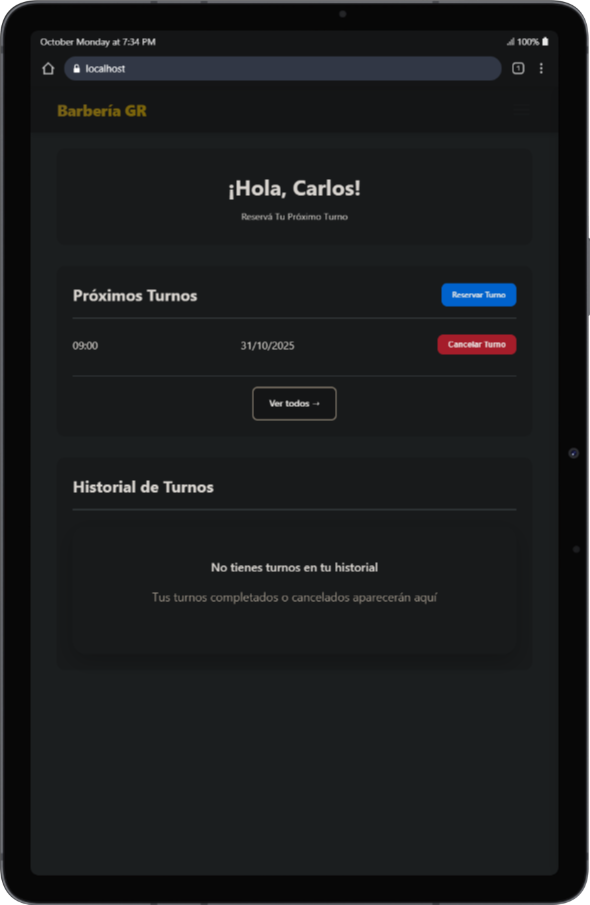 October Monday at 7:34 PM 100%
localhost 1
Barbería GR
¡Hola, Carlos!
Reservá Tu Próximo Turno
Próximos Turnos Reservar Turno
09:00 31/10/2025 Cancelar Turno
Ver todos →
Historial de Turnos
No tienes turnos en tu historial
Tus turnos completados o cancelados aparecerán aquí